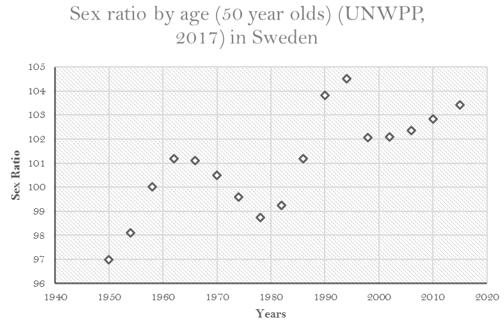 Sex ratio by age (50 year olds) (UNWPP,
2017) in Sweden
105
104
103
102
101
100
99
98
97
96
Sex Ratio
1940 1950 1960 1970 1980 1990 2000 2010 2020
Years